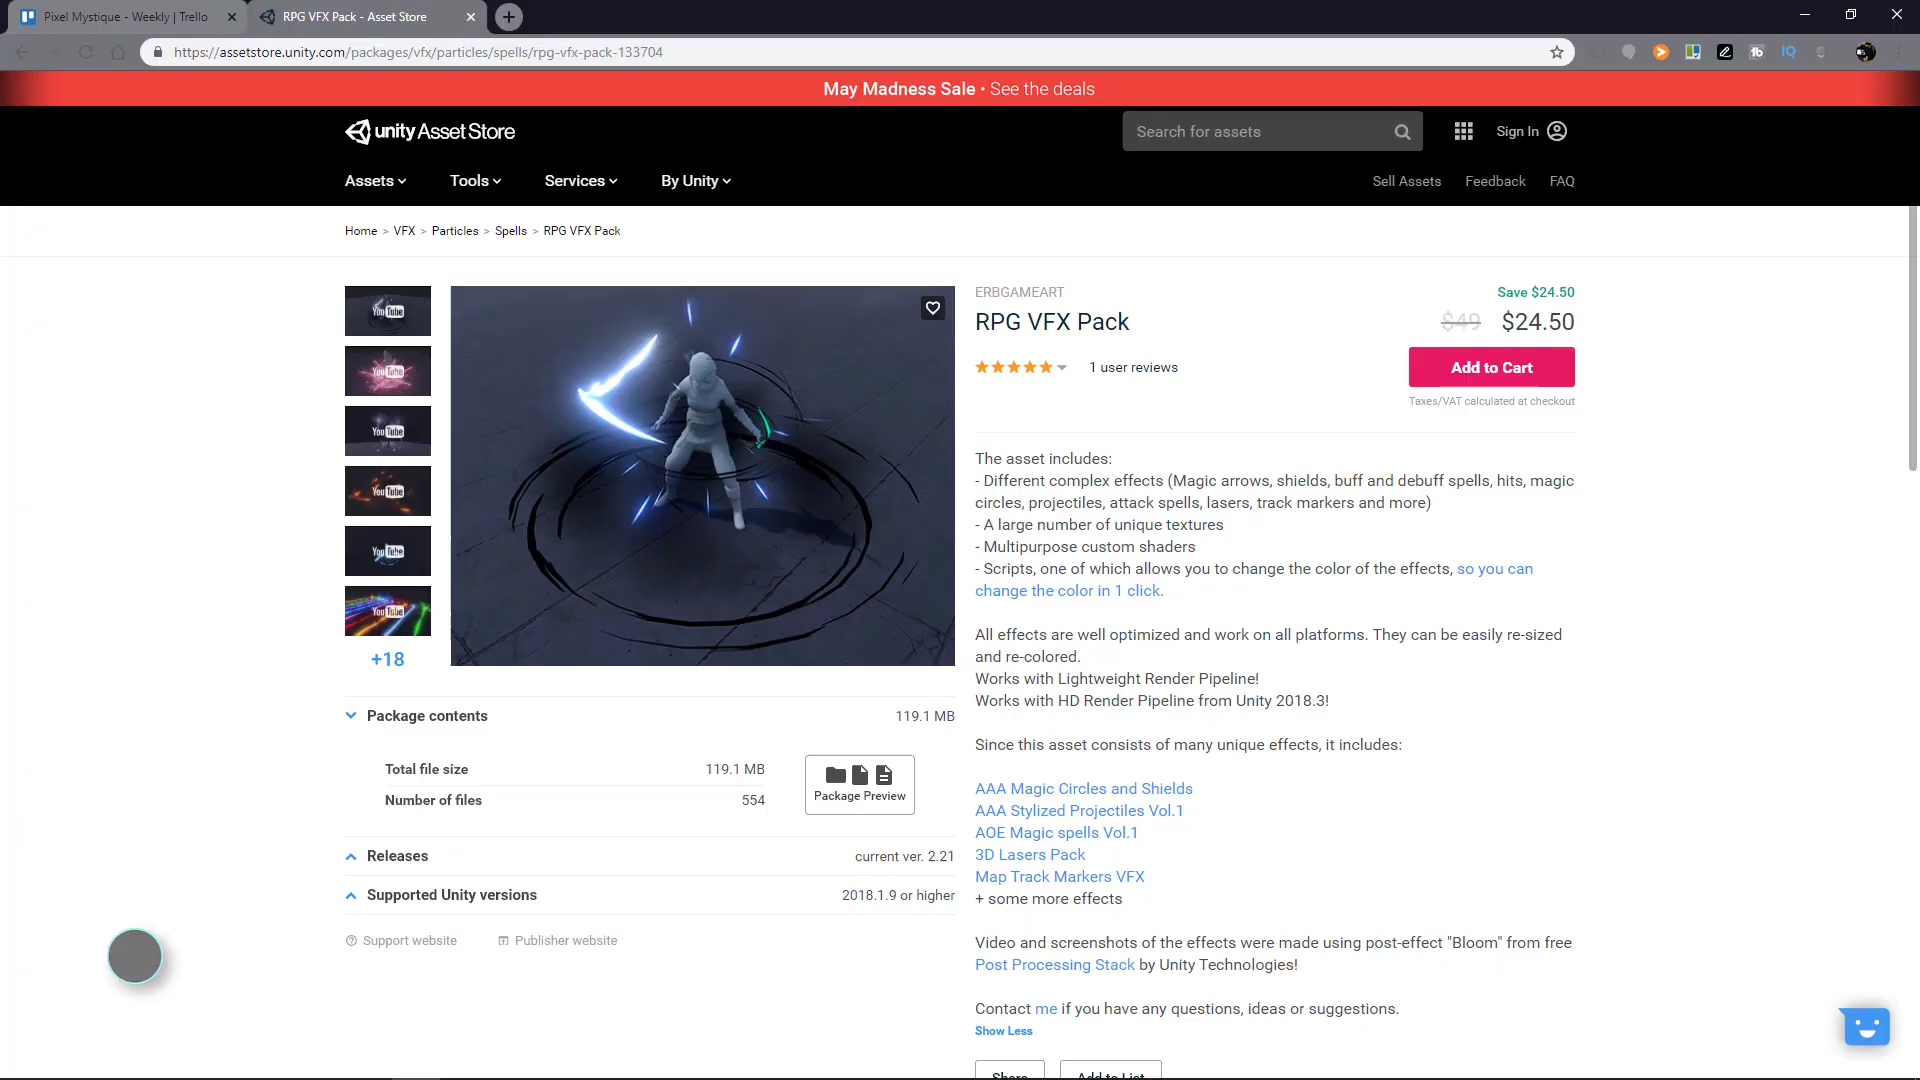 Pixel Mystique - Weekly | Trello
RPG VFX Pack - Asset Store
https://assetstore.unity.com/packages/vfx/particles/spells/rpg-vfx-pack-133704
May Madness Sale • See the deals
unity Asset Store
Search for assets
Sign In
Assets
Tools
Services
By Unity
Sell Assets
Feedback
FAQ
Home > VFX > Particles > Spells > RPG VFX Pack
YouTube
YouTube
YouTube
YouTube
YouTube
YouTube
+18
ERBGAMEART
Save $24.50
RPG VFX Pack
$49 $24.50
1 user reviews
Add to Cart
Taxes/VAT calculated at checkout
The asset includes:
- Different complex effects (Magic arrows, shields, buff and debuff spells, hits, magic
circles, projectiles, attack spells, lasers, track markers and more)
- A large number of unique textures
- Multipurpose custom shaders
- Scripts, one of which allows you to change the color of the effects, so you can
change the color in 1 click.
All effects are well optimized and work on all platforms. They can be easily re-sized
and re-colored.
Works with Lightweight Render Pipeline!
Works with HD Render Pipeline from Unity 2018.3!
Since this asset consists of many unique effects, it includes:
AAA Magic Circles and Shields
AAA Stylized Projectiles Vol.1
AOE Magic spells Vol.1
3D Lasers Pack
Map Track Markers VFX
+ some more effects
Video and screenshots of the effects were made using post-effect "Bloom" from free
Post Processing Stack by Unity Technologies!
Contact me if you have any questions, ideas or suggestions.
Show Less
Share
Add to List
Package contents 119.1 MB
Total file size 119.1 MB
Number of files 554
Package Preview
Releases current ver. 2.21
Supported Unity versions 2018.1.9 or higher
Support website
Publisher website